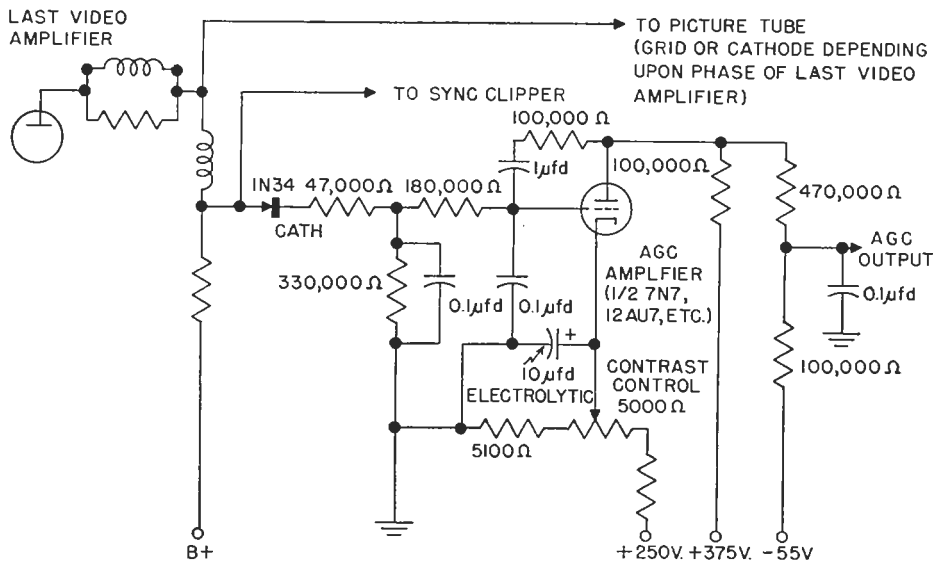 LAST VIDEO
AMPLIFIER
TO PICTURE TUBE
(GRID OR CATHODE DEPENDING
UPON PHASE OF LAST VIDEO
AMPLIFIER)
TO SYNC CLIPPER
100,000 Ω
1µfd
100,000Ω
470,000Ω
1N34
47,000Ω
180,000Ω
CATH
330,000Ω
0.1µfd
0.1µfd
AGC
AMPLFIER
(1/2 7N7,
12AU7, ETC.)
AGC
OUTPUT
0.1µfd
100,000Ω
+
10µfd
ELECTROLYTIC
CONTRAST
CONTROL
5000Ω
5100Ω
B+
+250V.
+375V.
-55V